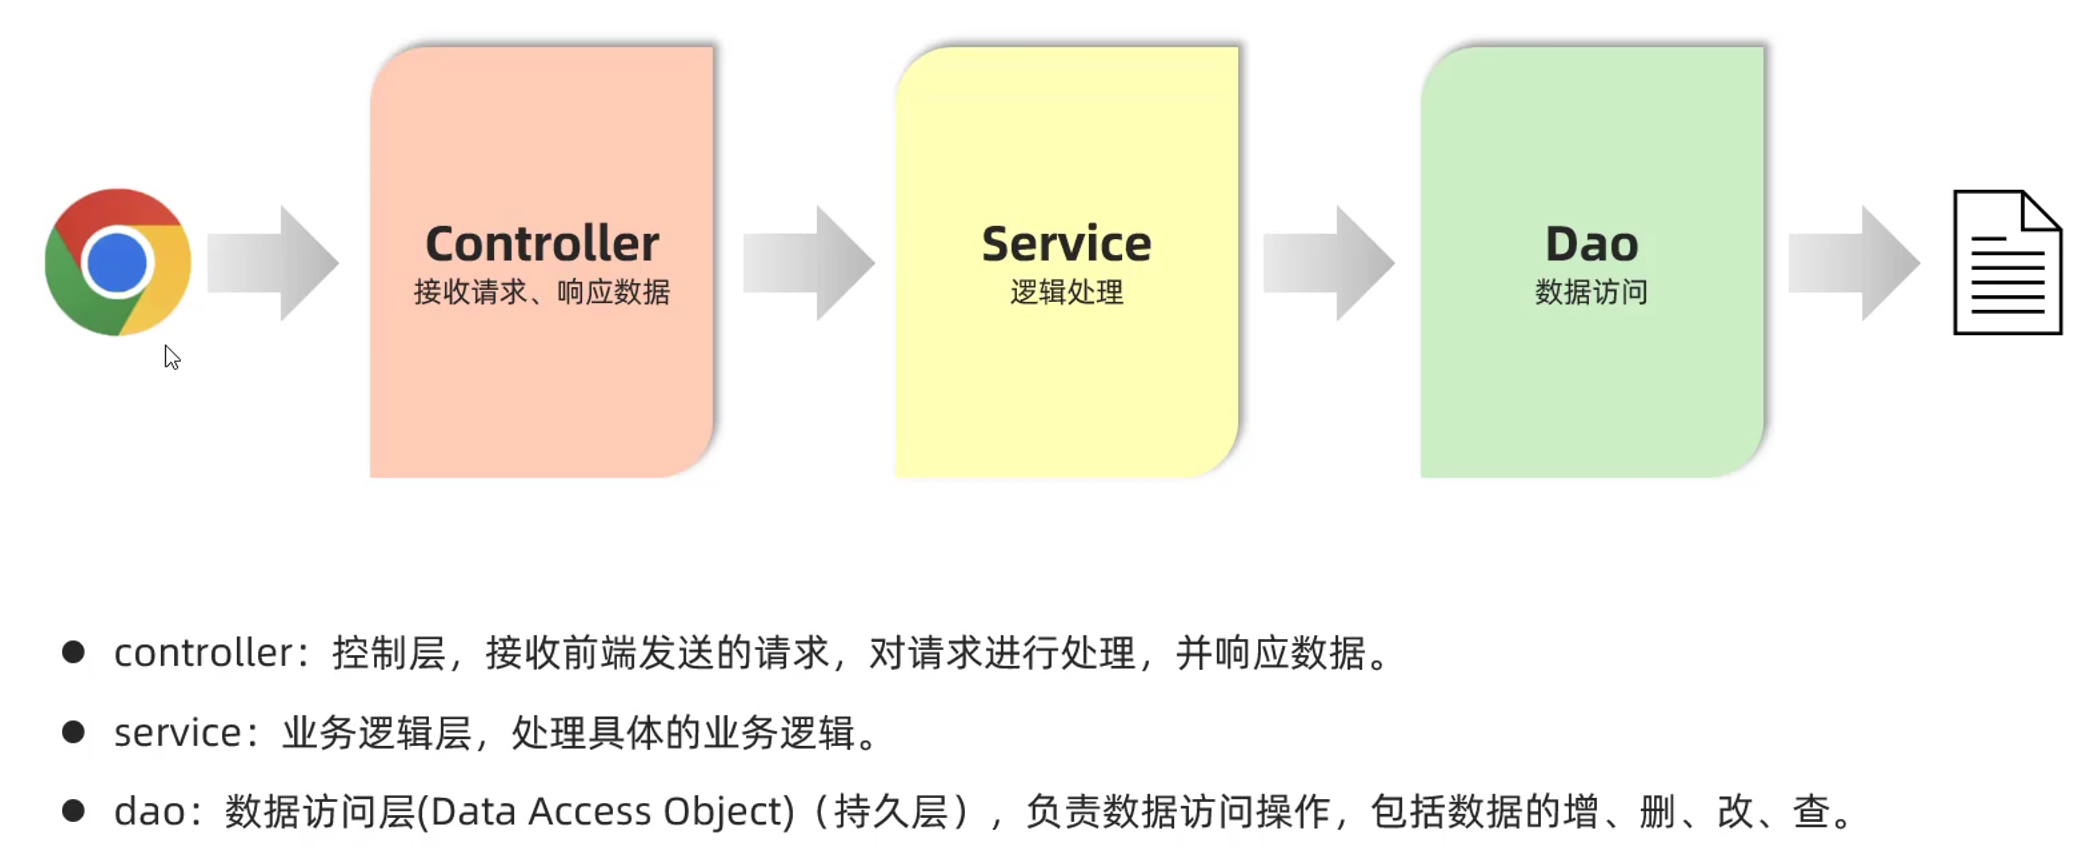 Controller
接收请求、响应数据
Service
逻辑处理
Dao
数据访问
controller：控制层，接收前端发送的请求，对请求进行处理，并响应数据。
service：业务逻辑层，处理具体的业务逻辑。
dao：数据访问层(Data Access Object)（持久层），负责数据访问操作，包括数据的增、删、改、查。